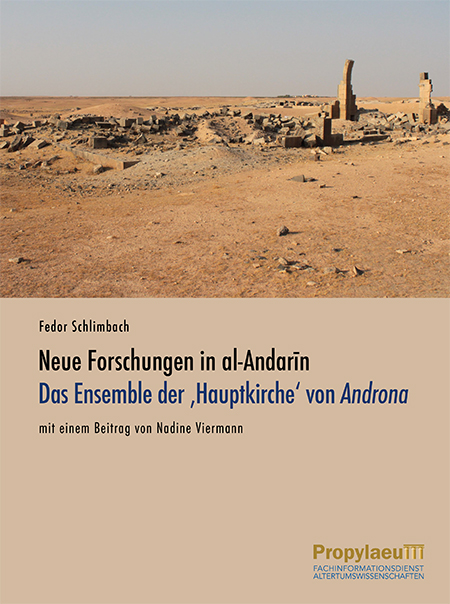 Fedor Schlimbach
Neue Forschungen in al-Andarīn
Das Ensemble der ‚Hauptkirche‘ von Androna
mit einem Beitrag von Nadine Viermann
Propylaeum
FACHINFORMATIONSDIENST
ALTERTUMSWISSENSCHAFTEN